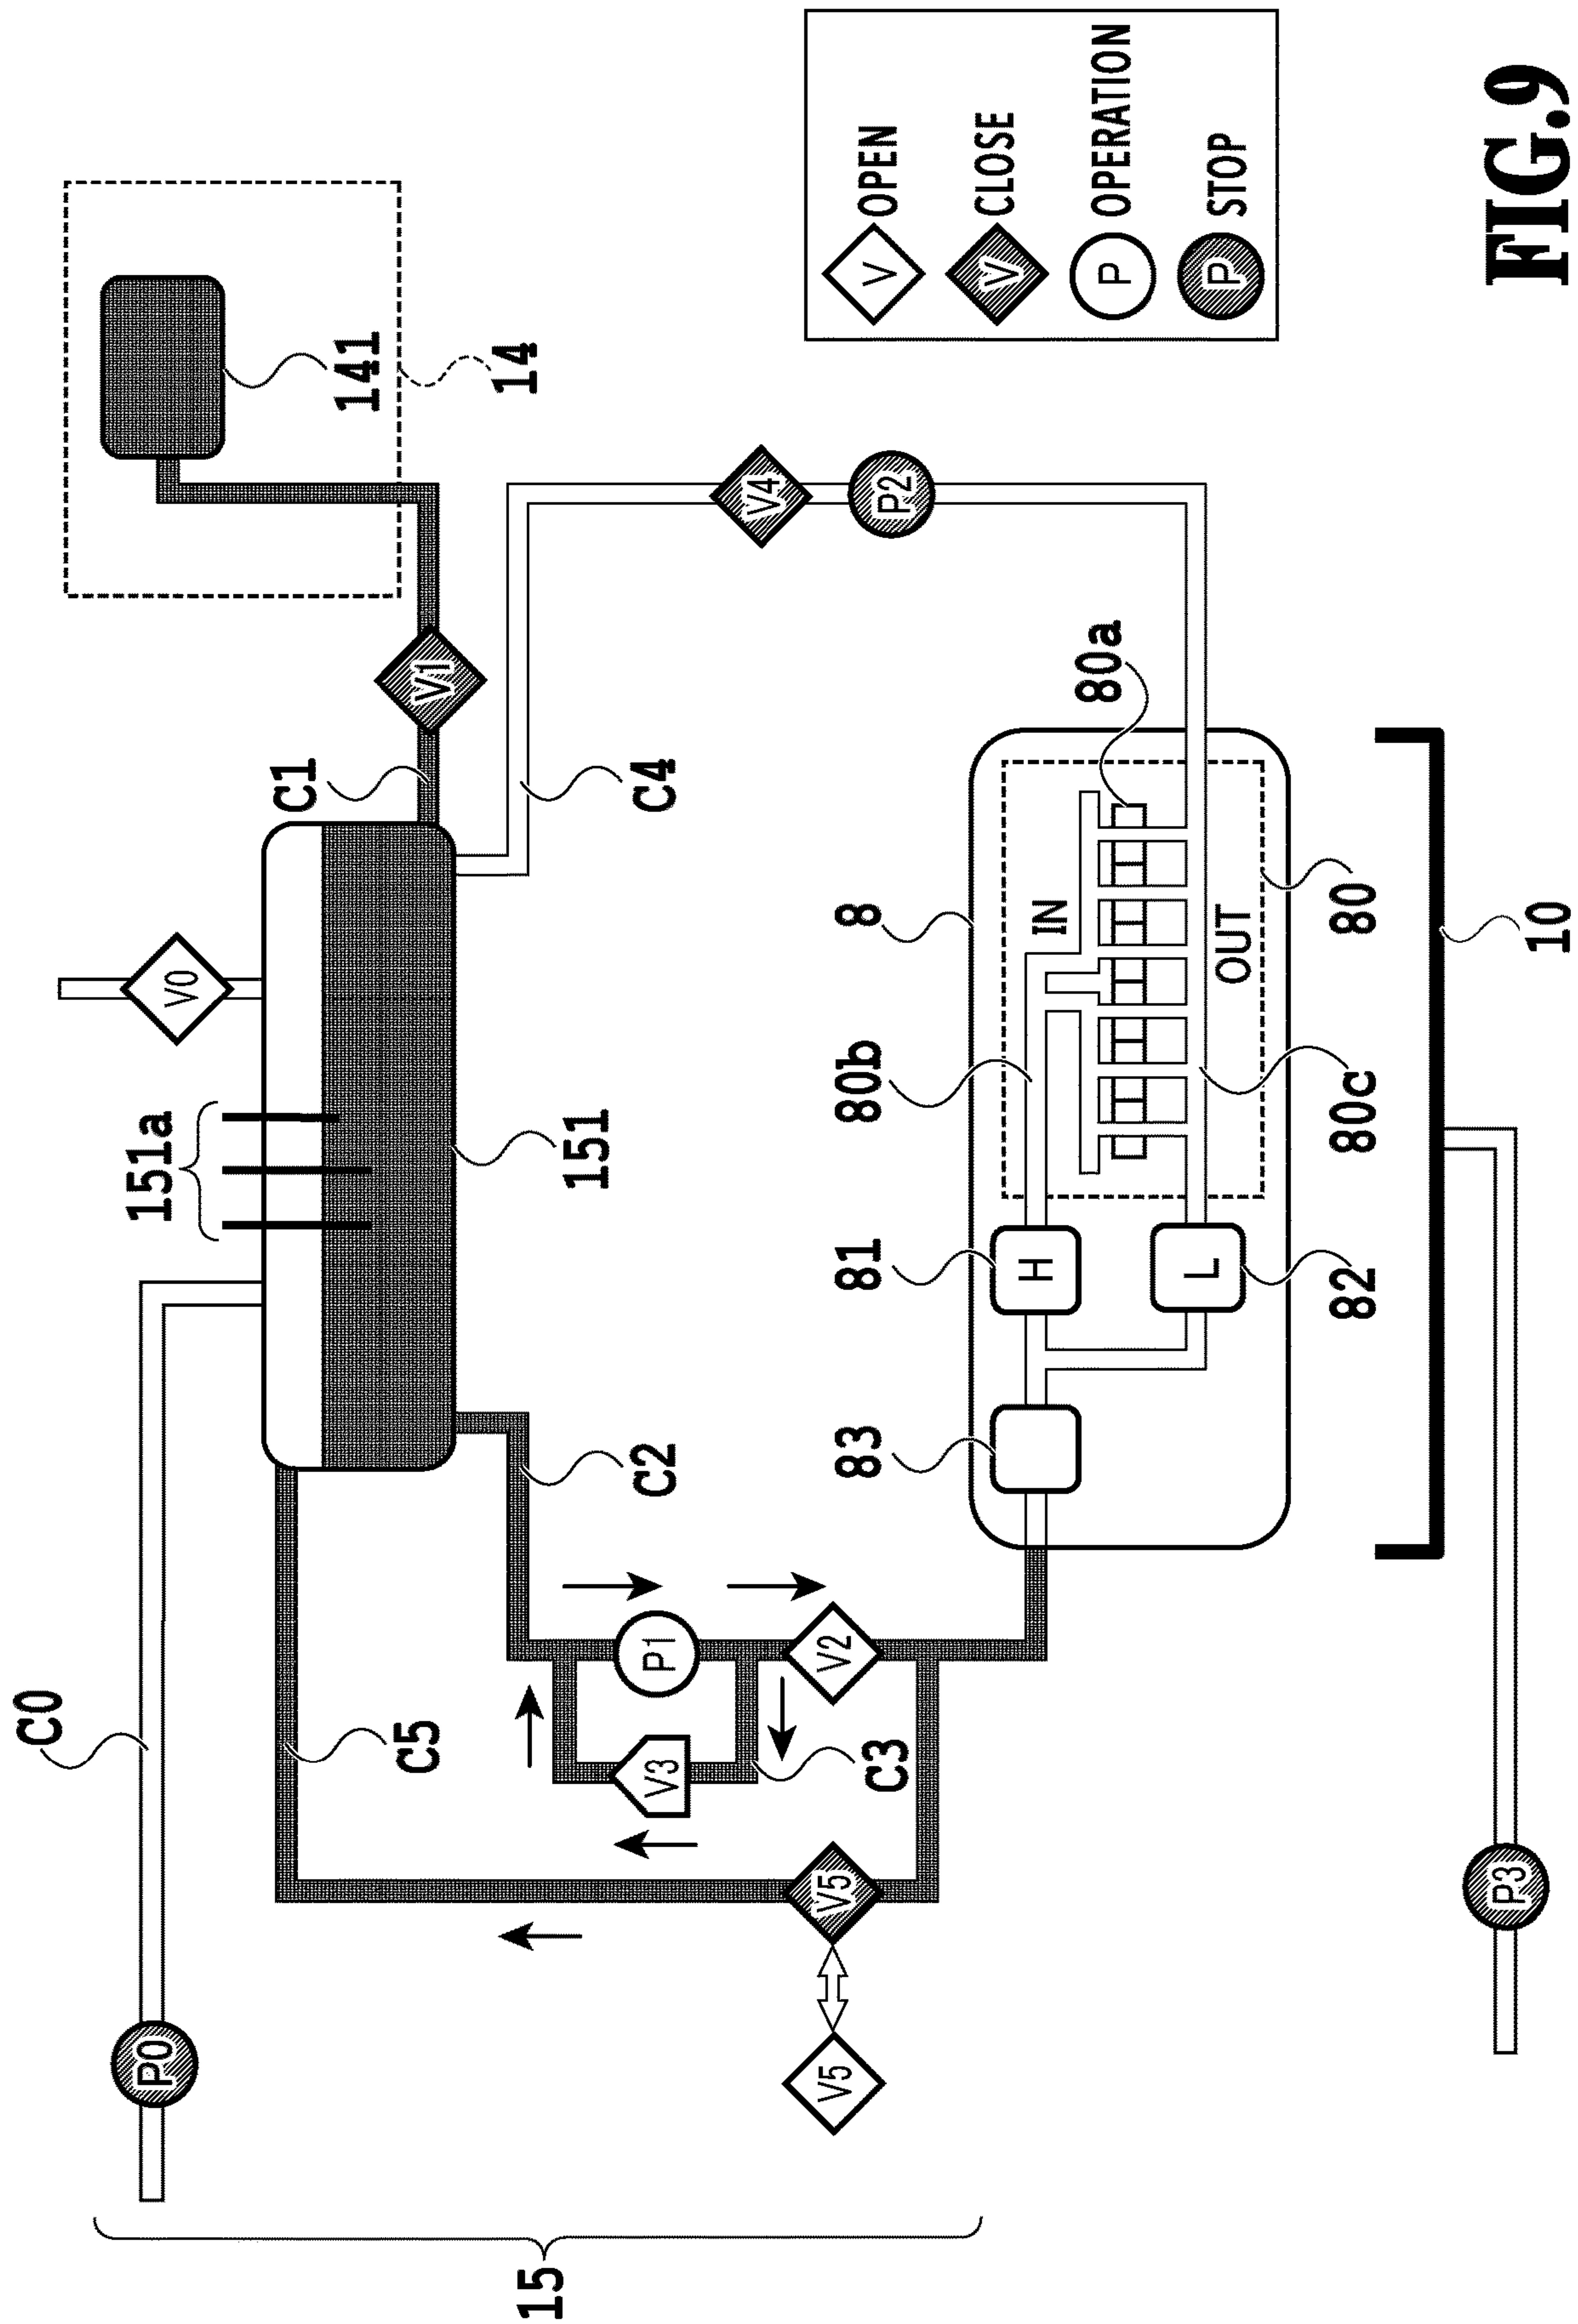 15
P0
C0
151a
V0
C1
V1
141
14
C5
C2
151
C4
V4
P2
P1
V3
C3
V2
V5
V5
83
81
80b
8
80a
H
IN
L
OUT
82
80c
80
10
P3
V OPEN
V CLOSE
P OPERATION
P STOP
FIG.9